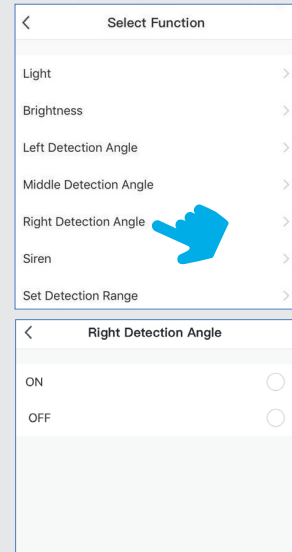 Select Function
Light
Brightness
Left Detection Angle
Middle Detection Angle
Right Detection Angle
Siren
Set Detection Range
Right Detection Angle
ON
OFF